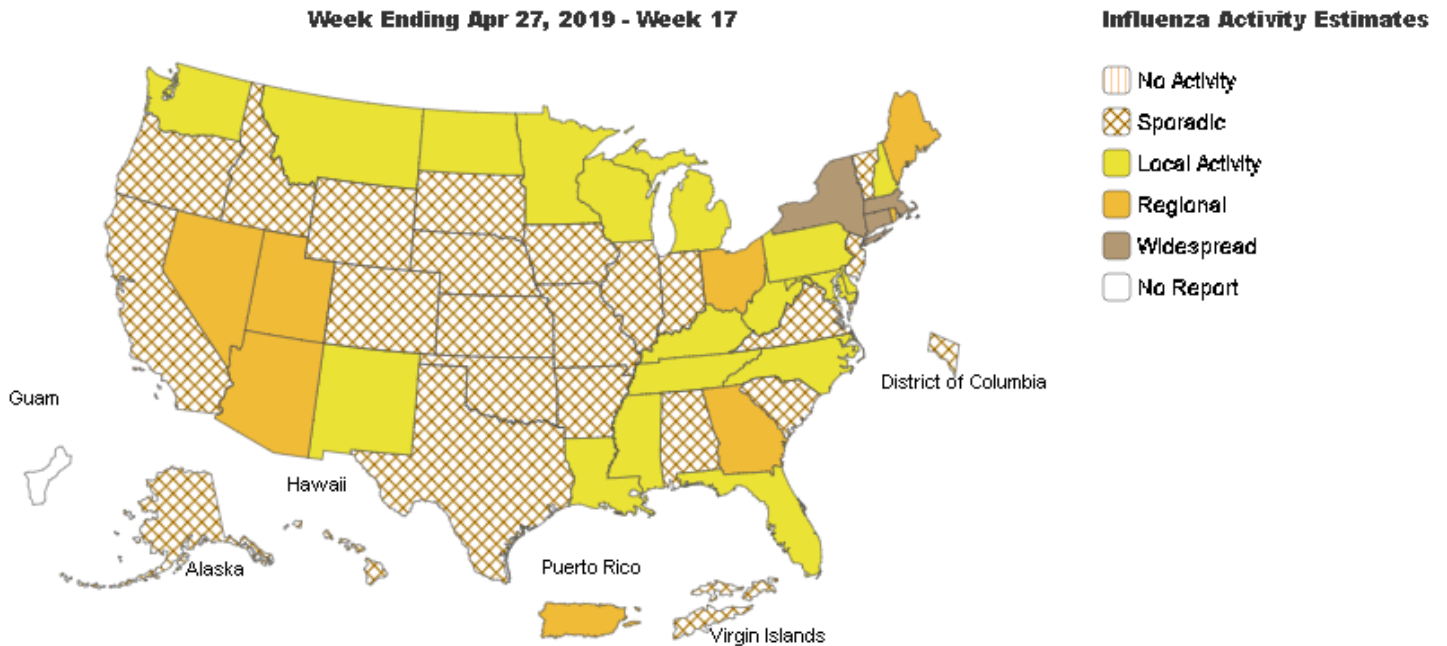 Week Ending Apr 27, 2019 - Week 17
Influenza Activity Estimates
No Activity
Sporadic
Local Activity
Regional
Widespread
No Report
District of Columbia
Guam
Hawaii
Alaska
Puerto Rico
Virgin Islands